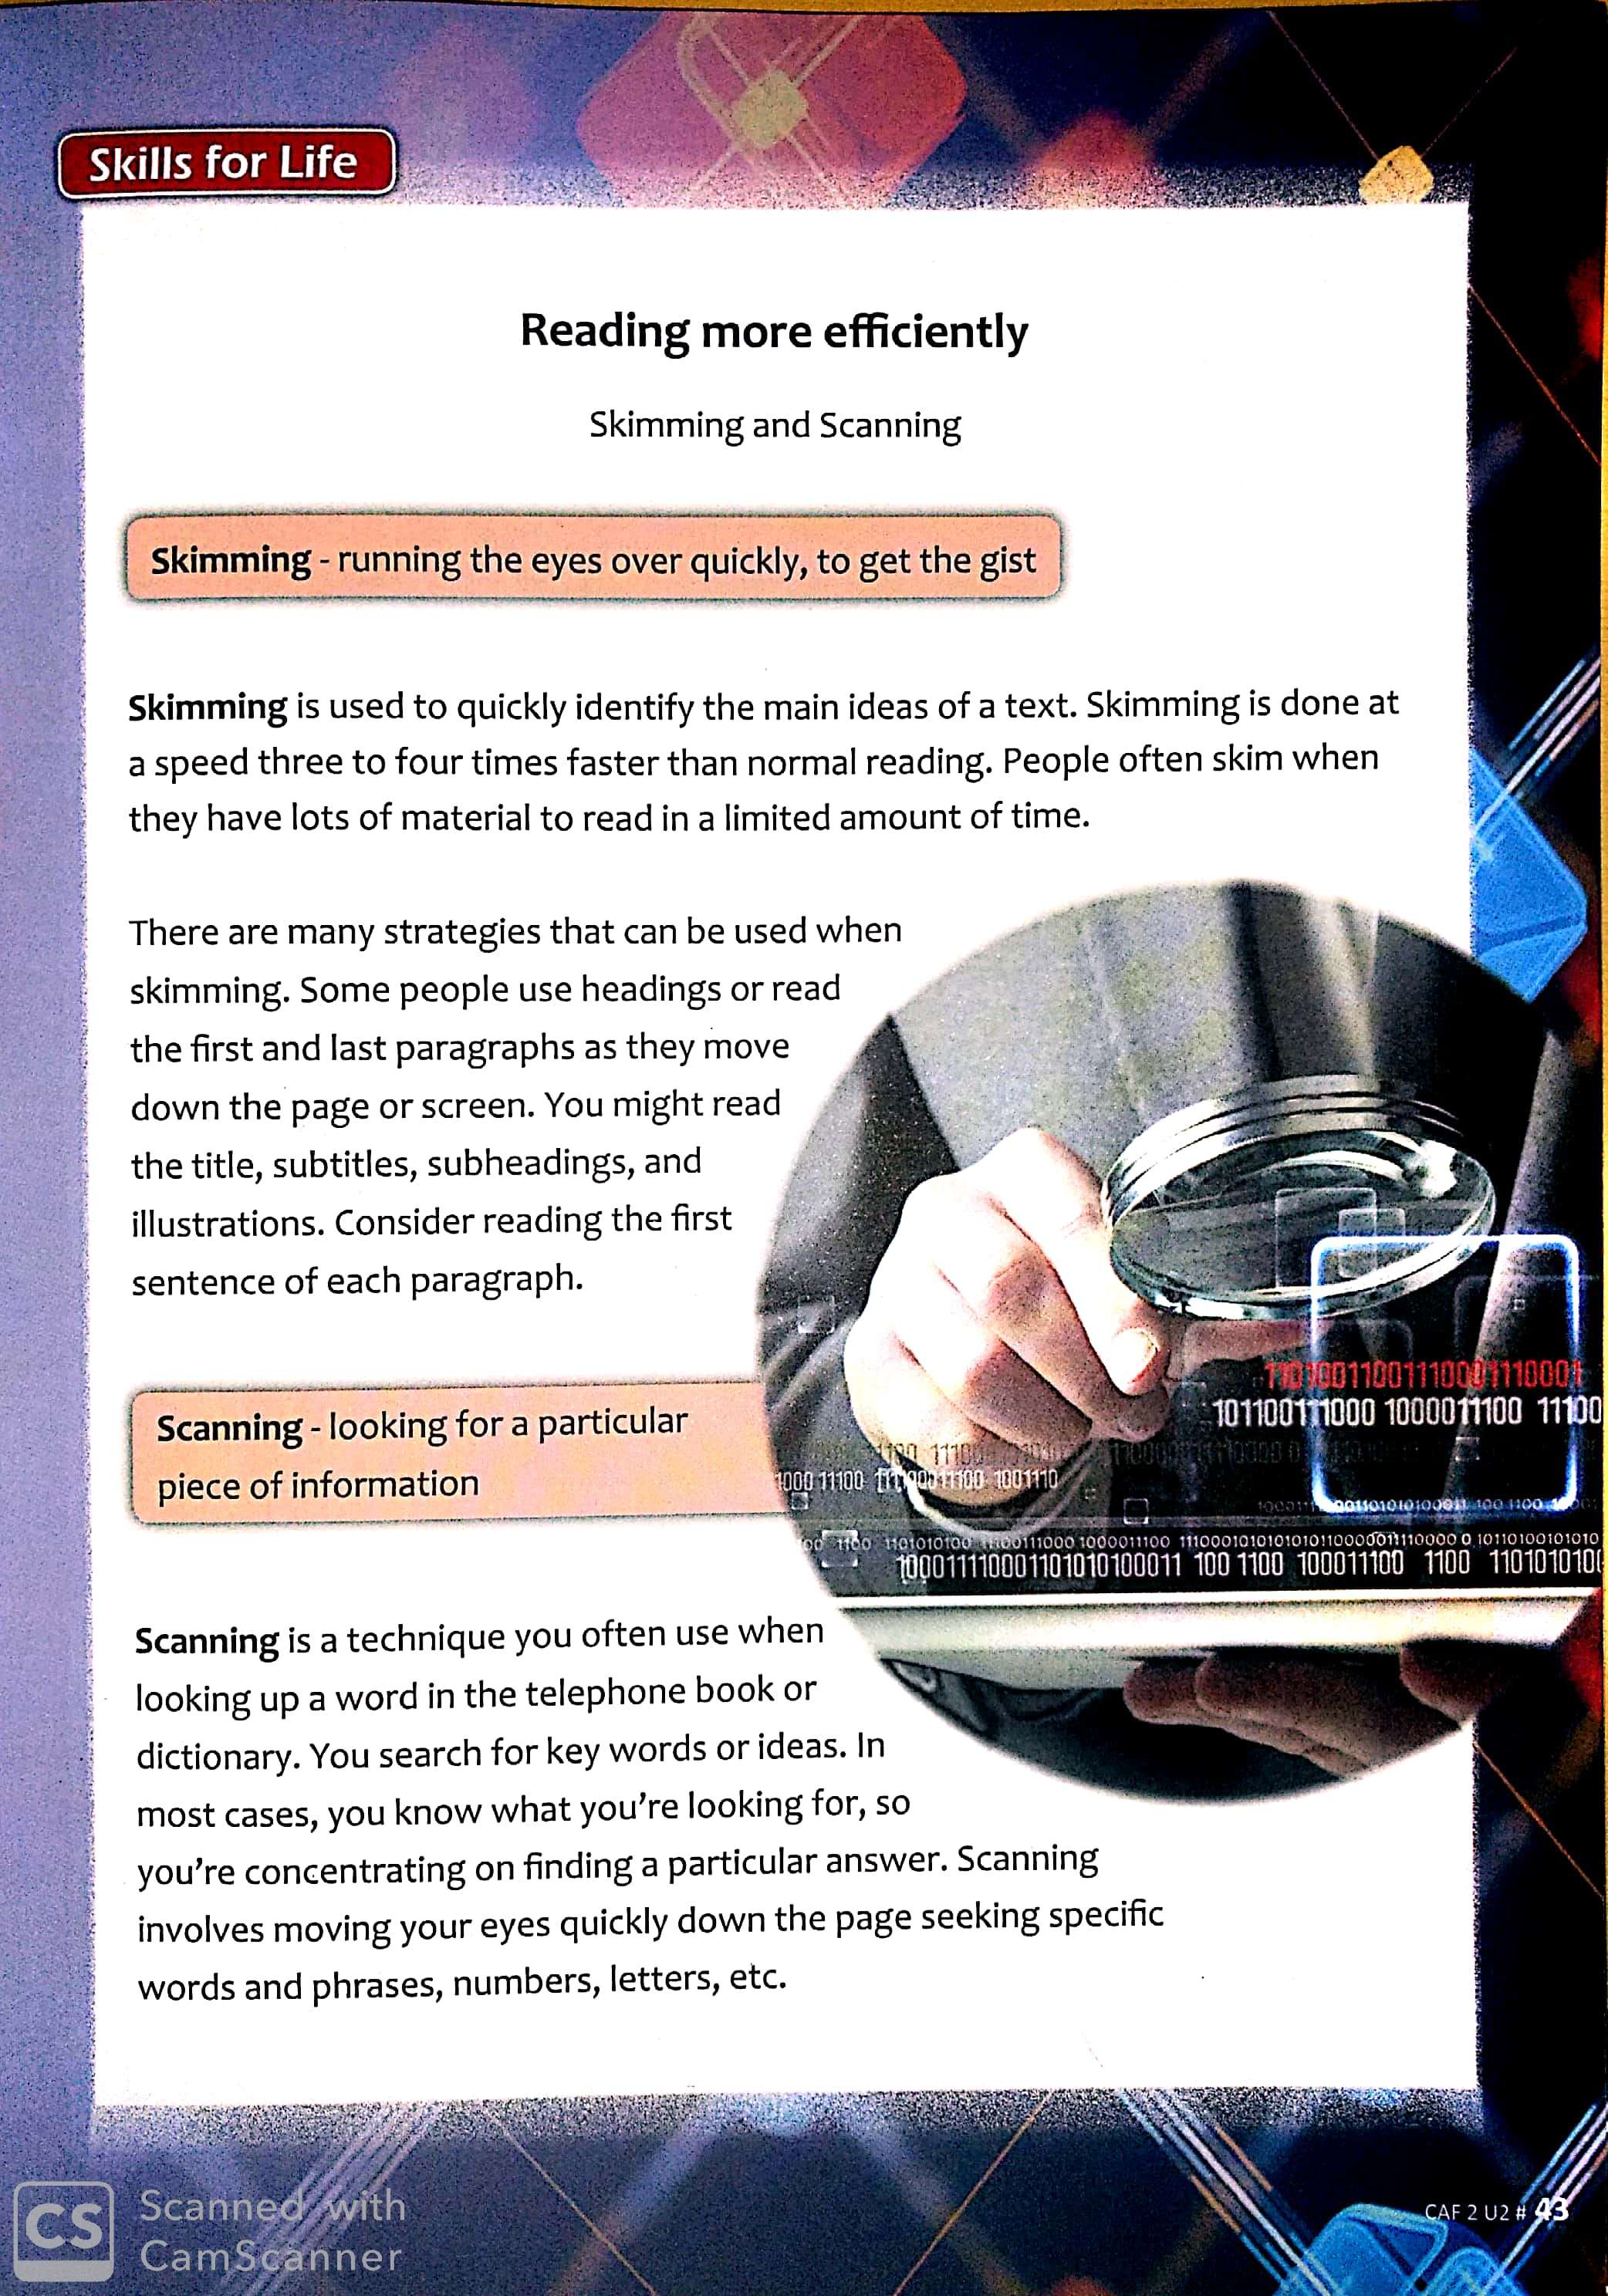 Skills for Life
Reading more efficiently
Skimming and Scanning
Skimming - running the eyes over quickly, to get the gist
Skimming is used to quickly identify the main ideas of a text. Skimming is done at
a speed three to four times faster than normal reading. People often skim when
they have lots of material to read in a limited amount of time.
There are many strategies that can be used when
skimming. Some people use headings or read
the first and last paragraphs as they move
down the page or screen. You might read
the title, subtitles, subheadings, and
illustrations. Consider reading the first
sentence of each paragraph.
Scanning - looking for a particular
piece of information
Scanning is a technique you often use when
looking up a word in the telephone book or
dictionary. You search for key words or ideas. In
most cases, you know what you're looking for, so
you're concentrating on finding a particular answer. Scanning
involves moving your eyes quickly down the page seeking specific
words and phrases, numbers, letters, etc.
CAF 2 U2 # 43
CS Scanned with
CamScanner